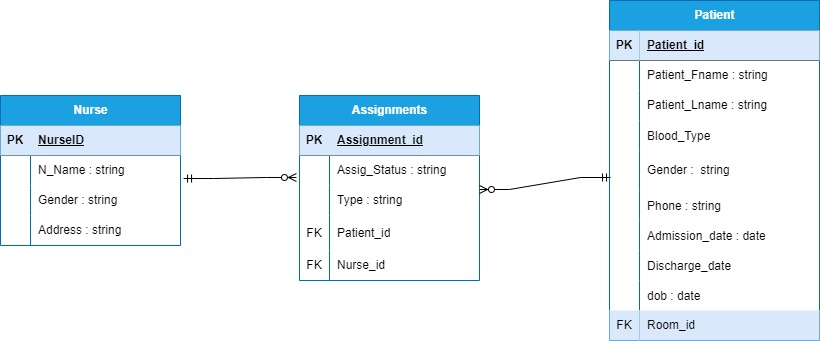 Nurse
PK NurseID
N_Name : string
Gender : string
Address : string
Assignments
PK Assignment_id
Assig_Status : string
Type : string
FK Patient_id
FK Nurse_id
Patient
PK Patient_id
Patient_Fname : string
Patient_Lname : string
Blood_Type
Gender : string
Phone : string
Admission_date : date
Discharge_date
dob : date
FK Room_id